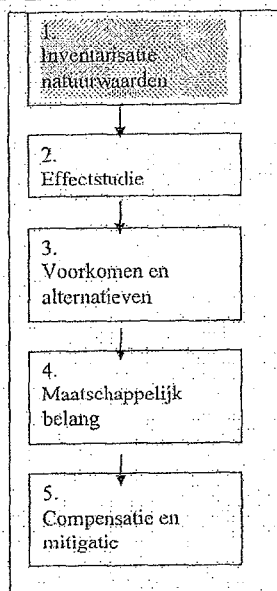 1.
Inventarisatie
natuurwaarden
2.
Effectstudie
3.
Voorkomen en
alternatieven
4.
Maatschappelijk
belang
5.
Compensatie en
mitigatie